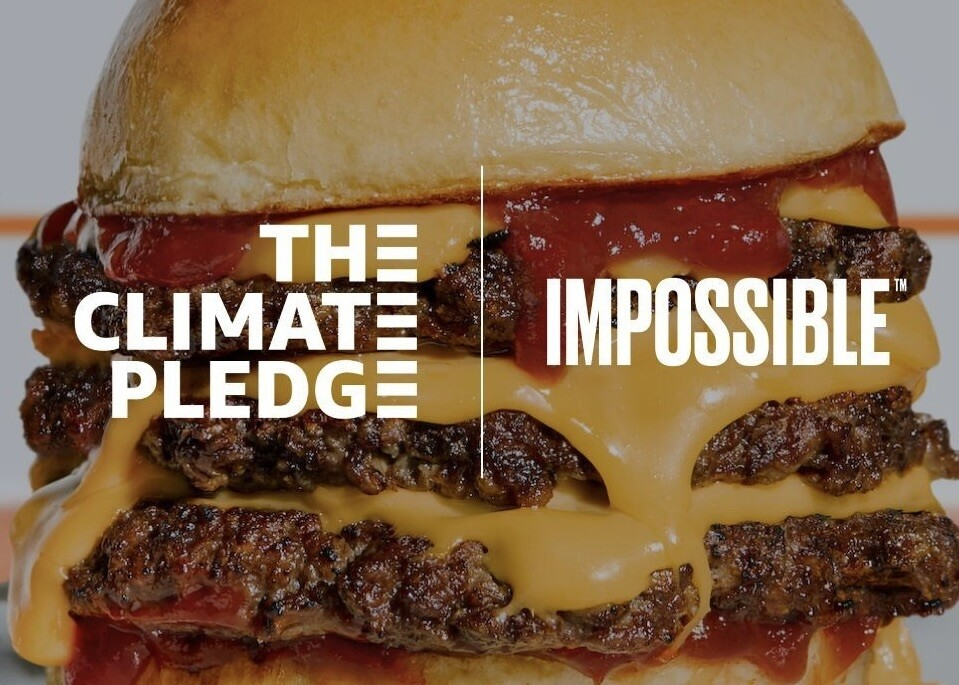 THE
CLIMATE
PLEDGE
IMPOSSIBLE™